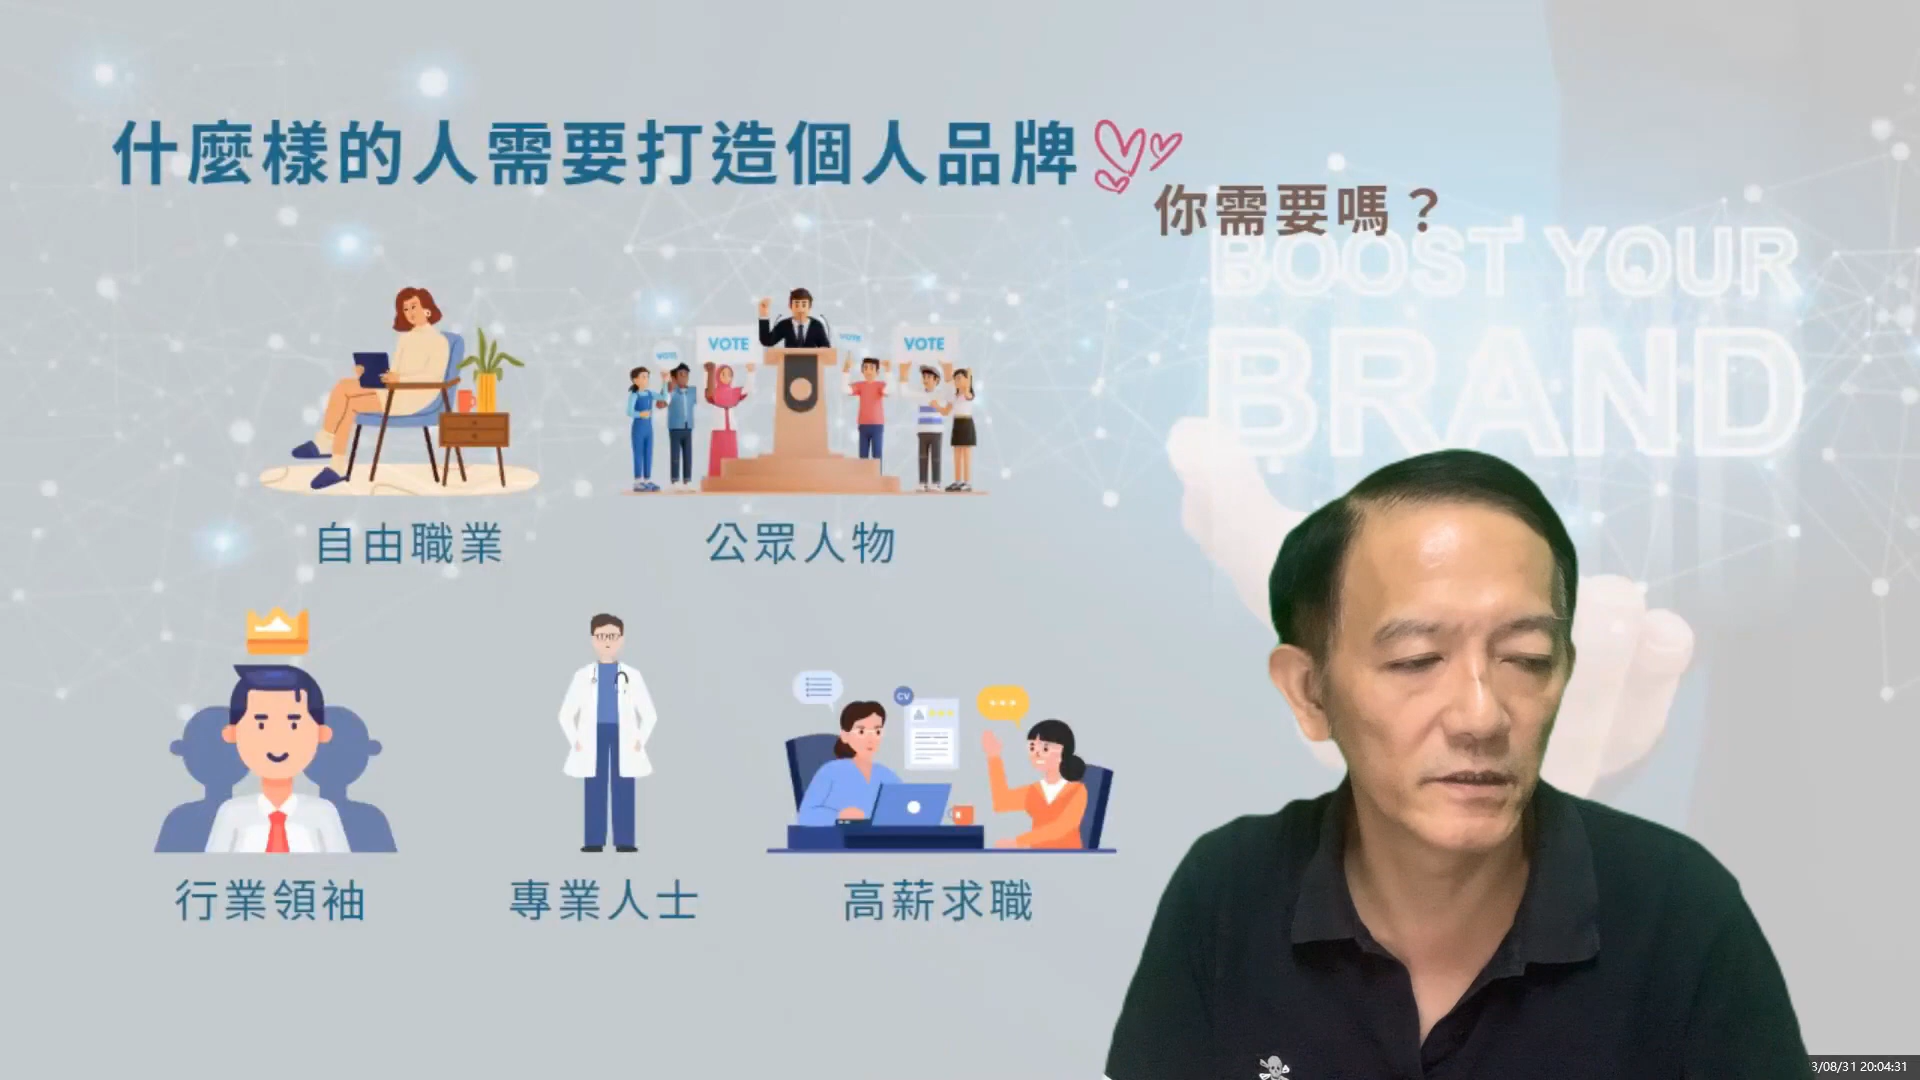 什麼樣的人需要打造個人品牌
你需要嗎？
BOOST YOUR
BRAND
VOTE
VOTE
VOTE
VOTE
自由職業
公眾人物
CV
行業領袖
專業人士
高薪求職
3/08/31 20:04:31